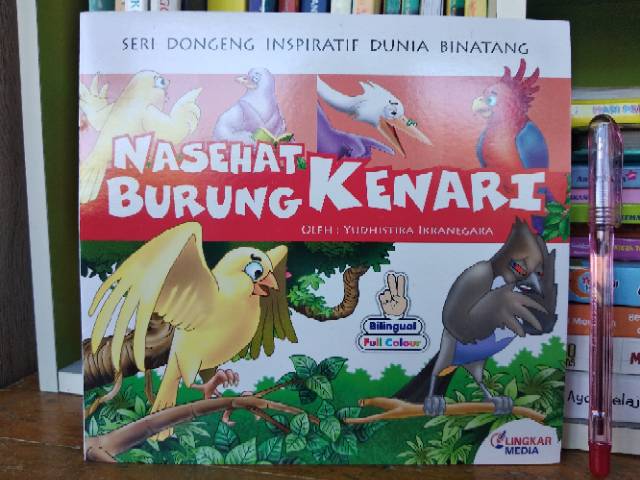 SERI DONGENG INSPIRATIF DUNIA BINATANG
NASEHAT
BURUNG KENARI
OLEH : YUDHISTIRA IKRANEGARA
Bilingual
Full Colour
LINGKAR
MEDIA